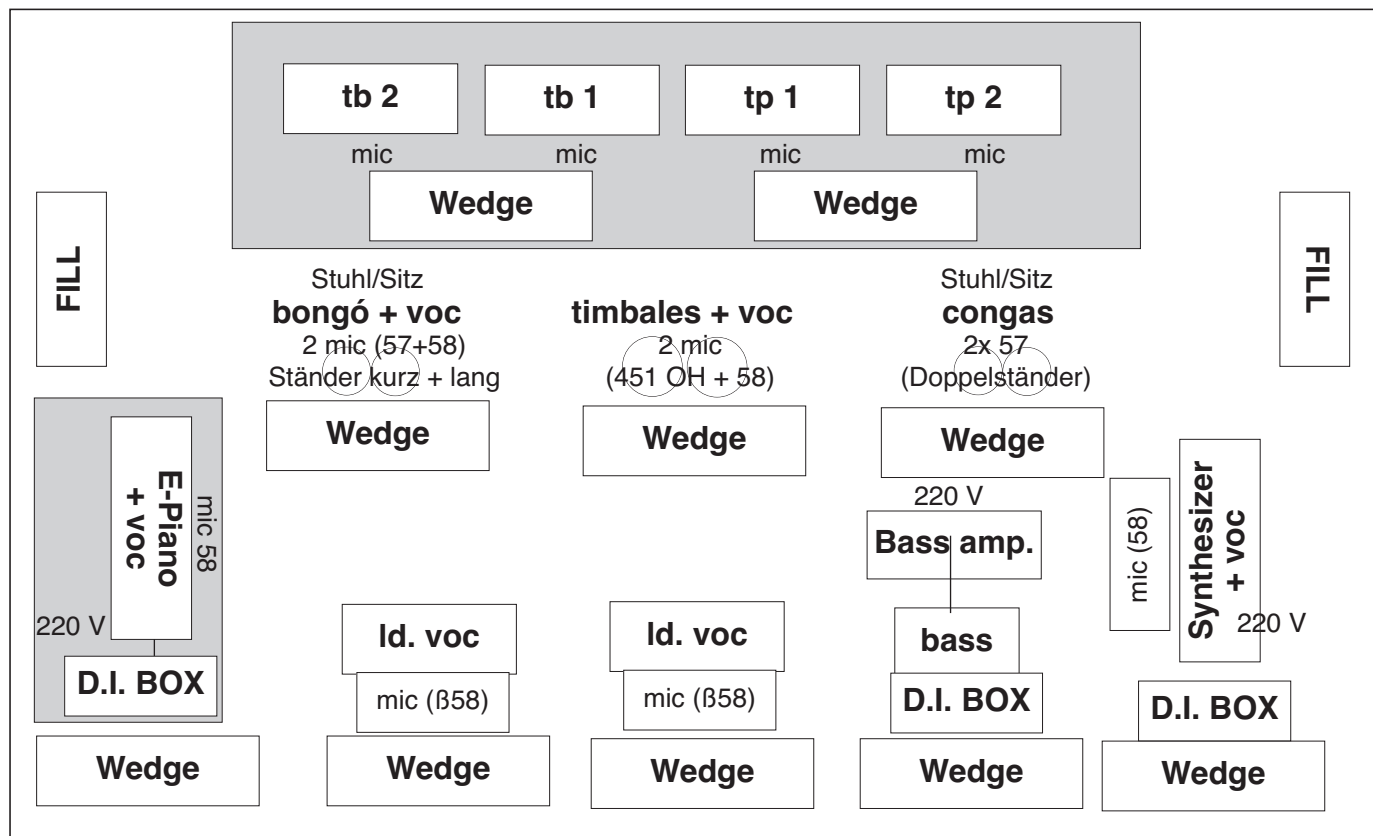 tb 2
tb 1
tp 1
tp 2
mic
mic
mic
mic
Wedge
Wedge
FILL
FILL
Stuhl/Sitz
bongó + voc
2 mic (57+58)
Ständer kurz + lang
Wedge
timbales + voc
2 mic
(451 OH + 58)
Wedge
Stuhl/Sitz
congas
2x 57
(Doppelständer)
Wedge
E-Piano
+ voc
mic 58
220 V
D.I. BOX
Wedge
ld. voc
mic (ß58)
Wedge
ld. voc
mic (ß58)
Wedge
220 V
Bass amp.
bass
D.I. BOX
Wedge
mic (58)
Synthesizer
+ voc
220 V
D.I. BOX
Wedge